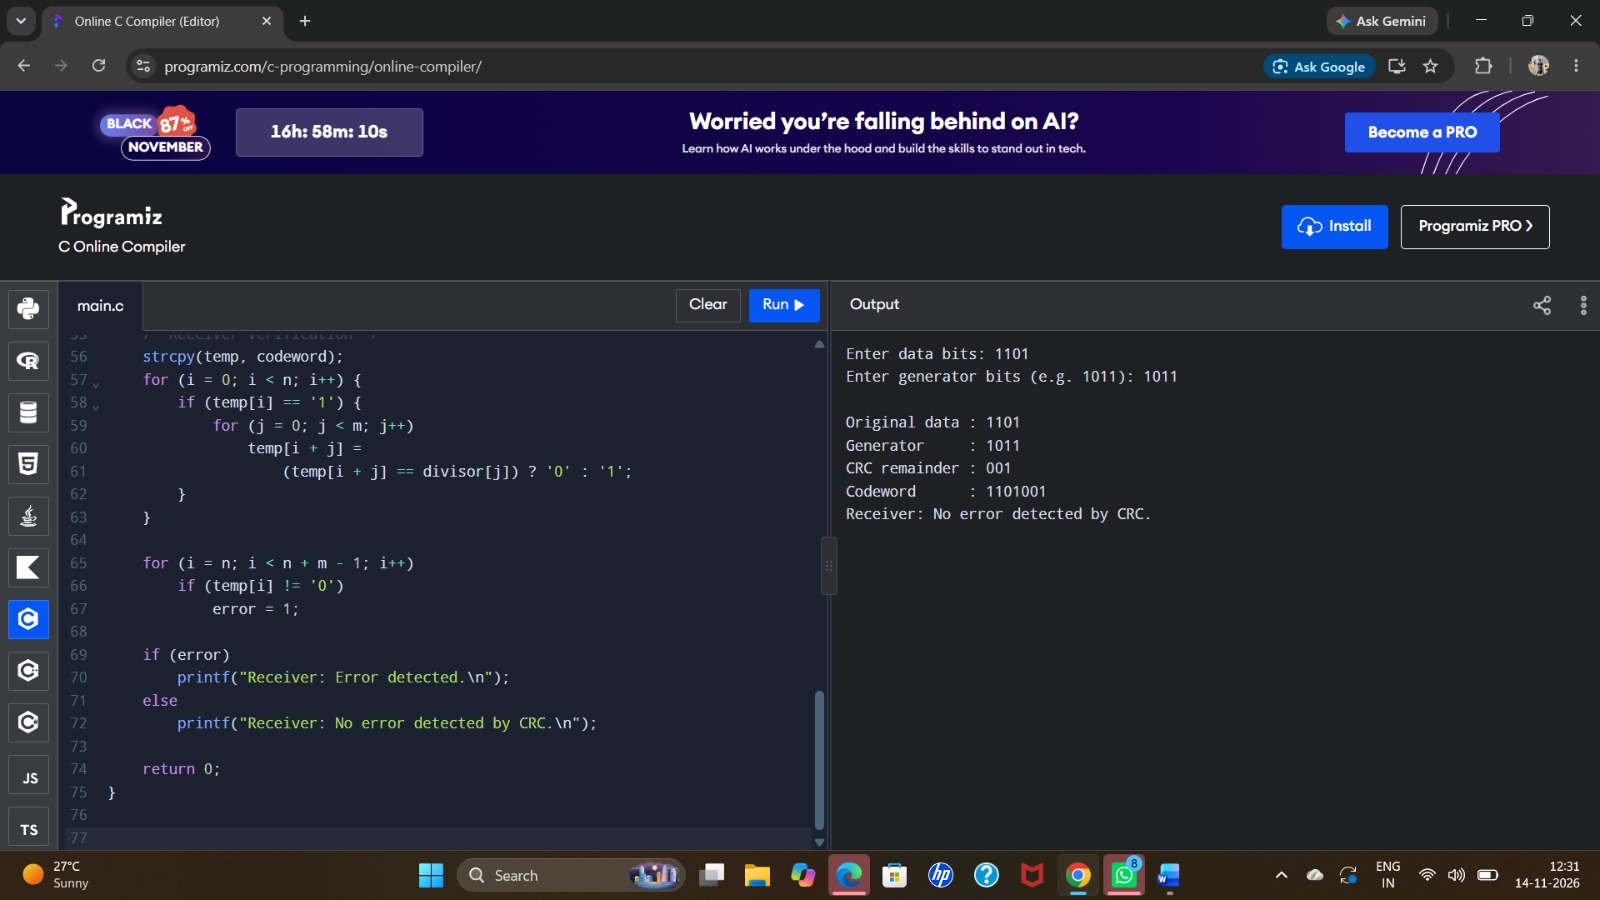 Online C Compiler (Editor)
Ask Gemini
programiz.com/c-programming/online-compiler/
Ask Google
BLACK 87% OFF
NOVEMBER
16h: 58m: 10s
Worried you're falling behind on AI?
Learn how AI works under the hood and build the skills to stand out in tech.
Become a PRO
Programiz
C Online Compiler
Install
Programiz PRO
main.c
Clear
Run
Output
55 /* Receiver verification */
56 strcpy(temp, codeword);
57 for (i = 0; i < n; i++) {
58 if (temp[i] == '1') {
59 for (j = 0; j < m; j++)
60 temp[i + j] =
61 (temp[i + j] == divisor[j]) ? '0' : '1';
62 }
63 }
64
65 for (i = n; i < n + m - 1; i++)
66 if (temp[i] != '0')
67 error = 1;
68
69 if (error)
70 printf("Receiver: Error detected.\n");
71 else
72 printf("Receiver: No error detected by CRC.\n");
73
74 return 0;
75 }
76
77
Enter data bits: 1101
Enter generator bits (e.g. 1011): 1011
Original data : 1101
Generator : 1011
CRC remainder : 001
Codeword : 1101001
Receiver: No error detected by CRC.
JS
TS
27°C
Sunny
Search
hp
8
W
ENG
IN
12:31
14-11-2026